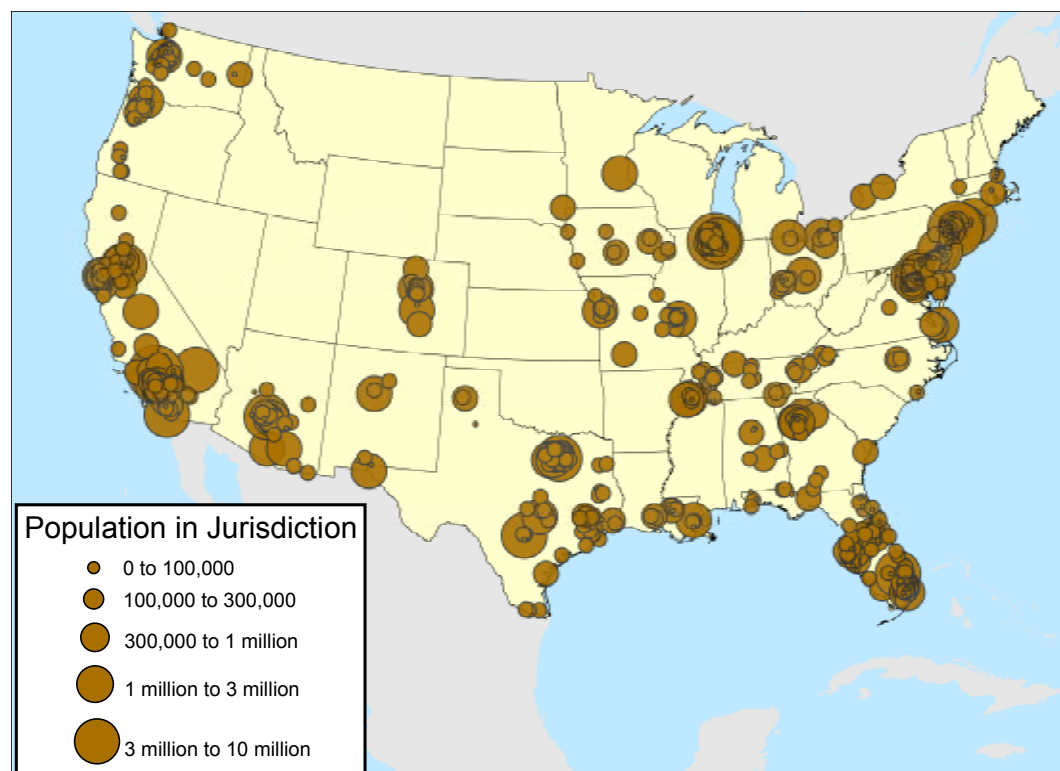 Population in Jurisdiction
0 to 100,000
100,000 to 300,000
300,000 to 1 million
1 million to 3 million
3 million to 10 million